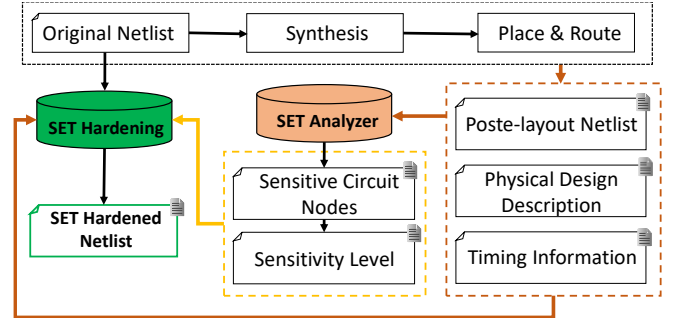 Original Netlist
Synthesis
Place & Route
SET Hardening
SET Analyzer
Poste-layout Netlist
Sensitive Circuit
Nodes
Physical Design
Description
SET Hardened
Netlist
Sensitivity Level
Timing Information